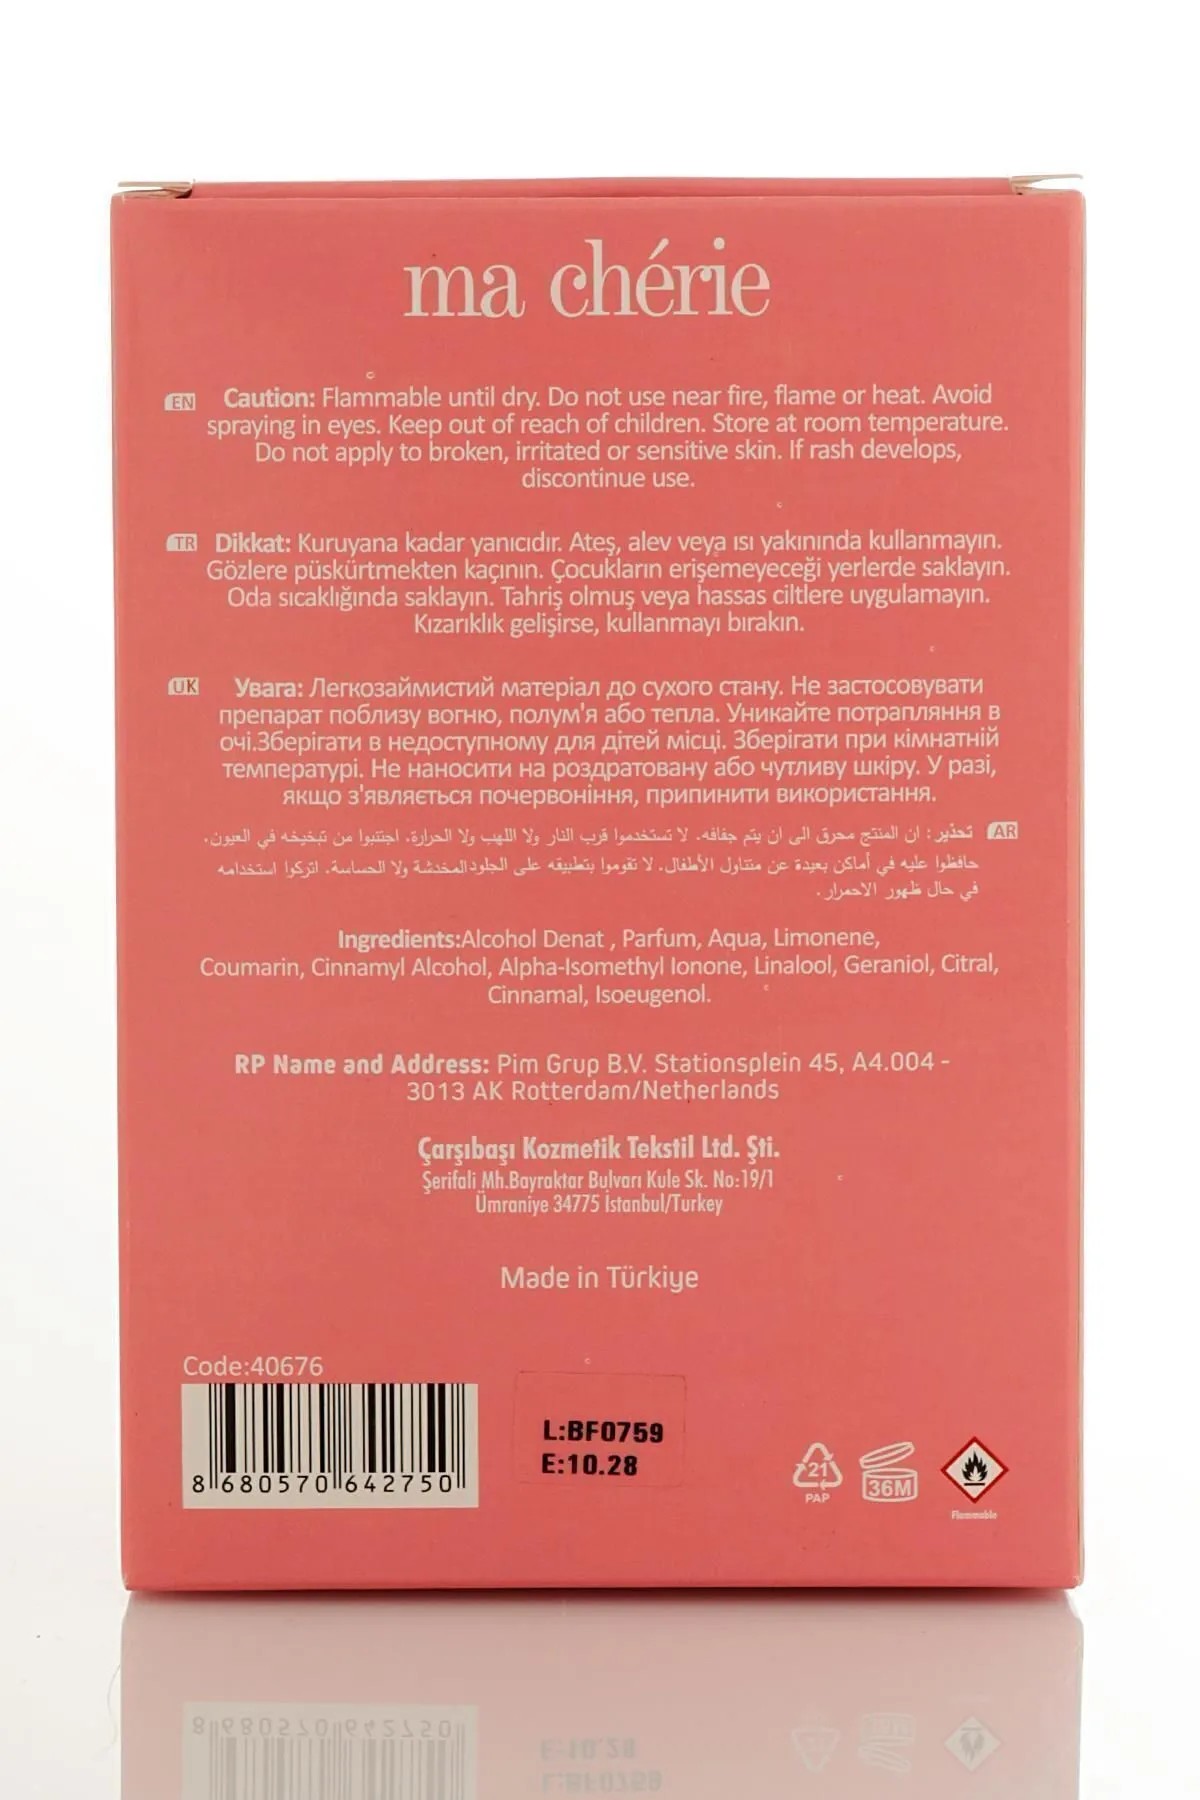 ma chérie
EN Caution: Flammable until dry. Do not use near fire, flame or heat. Avoid
spraying in eyes. Keep out of reach of children. Store at room temperature.
Do not apply to broken, irritated or sensitive skin. If rash develops,
discontinue use.
TR Dikkat: Kuruyana kadar yanıcıdır. Ateş, alev veya ısı yakınında kullanmayın.
Gözlere püskürtmekten kaçının. Çocukların erişemeyeceği yerlerde saklayın.
Oda sıcaklığında saklayın. Tahriş olmuş veya hassas ciltlere uygulamayın.
Kızarıklık gelişirse, kullanmayı bırakın.
UK Увага: Легкозаймистий матеріал до сухого стану. Не застосовувати
препарат поблизу вогню, полум'я або тепла. Уникайте потрапляння в
очі.Зберігати в недоступному для дітей місці. Зберігати при кімнатній
температурі. Не наносити на роздратовану або чутливу шкіру. У разі,
якщо з'являється почервоніння, припинити використання.
AR تحذير: ان المنتج محرق الى ان يتم جفافه. لا تستخدموا قرب النار ولا اللهب ولا الحرارة. اجتنبوا من تبخيخه في العيون.
حافظوا عليه في أماكن بعيدة عن متناول الأطفال. لا تقوموا بتطبيقه على الجلودالمخدشة ولا الحساسة. اتركوا استخدامه
في حال ظهور الاحمرار.
Ingredients:Alcohol Denat , Parfum, Aqua, Limonene,
Coumarin, Cinnamyl Alcohol, Alpha-Isomethyl Ionone, Linalool, Geraniol, Citral,
Cinnamal, Isoeugenol.
RP Name and Address: Pim Grup B.V. Stationsplein 45, A4.004 -
3013 AK Rotterdam/Netherlands
Çarşıbaşı Kozmetik Tekstil Ltd. Şti.
Şerifali Mh.Bayraktar Bulvarı Kule Sk. No:19/1
Ümraniye 34775 İstanbul/Turkey
Made in Türkiye
Code:40676
8 680570 642750
L:BF0759
E:10.28
21
PAP
36M
Flammable